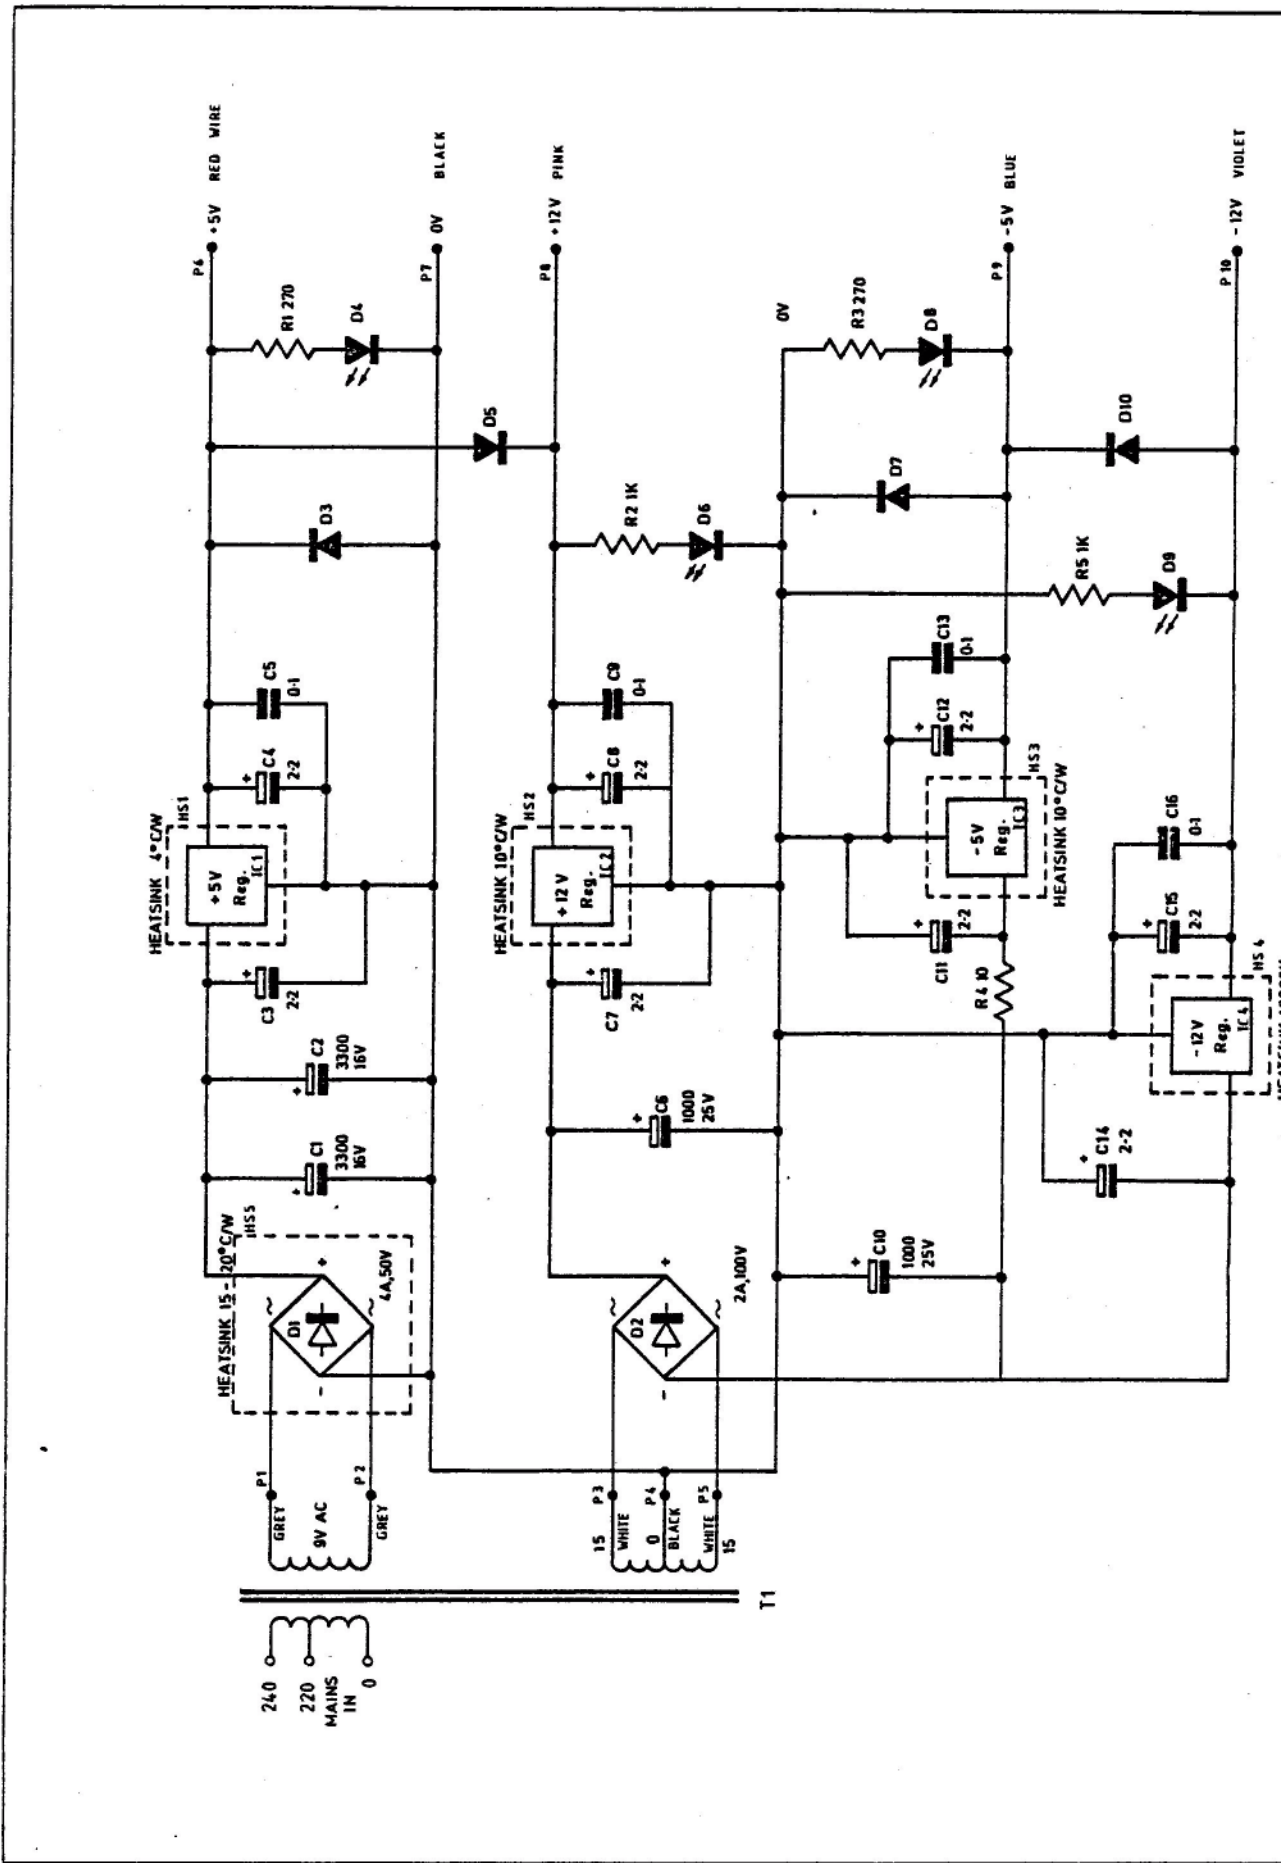 240
220
MAINS
IN
0
T1
GREY
P1
9V AC
GREY
P2
HEATSINK 15 - 20°C/W
HS5
D1
~
~
+
-
4A,50V
C1
3300
16V
+
C2
3300
16V
+
C3
2·2
+
HEATSINK 4°C/W
HS1
+5V
Reg.
IC1
C4
2·2
+
C5
0·1
D3
R1 270
D4
P6
+5V RED WIRE
P7
0V BLACK
D5
15
WHITE
P3
0
BLACK
P4
WHITE
15
P5
D2
~
~
+
-
2A,100V
C6
1000
25V
+
C7
2·2
+
HEATSINK 10°C/W
HS2
+12V
Reg.
IC2
C8
2·2
+
C9
0·1
R2 1K
D6
P8
+12V PINK
C10
1000
25V
+
R4 10
C11
2·2
+
-5V
Reg.
IC3
HS3
HEATSINK 10°C/W
C12
2·2
+
C13
0·1
D7
0V
R3 270
D8
P9
-5V BLUE
C14
2·2
+
-12V
Reg.
IC4
HS4
C15
2·2
+
C16
0·1
R5 1K
D9
D10
P10
-12V VIOLET